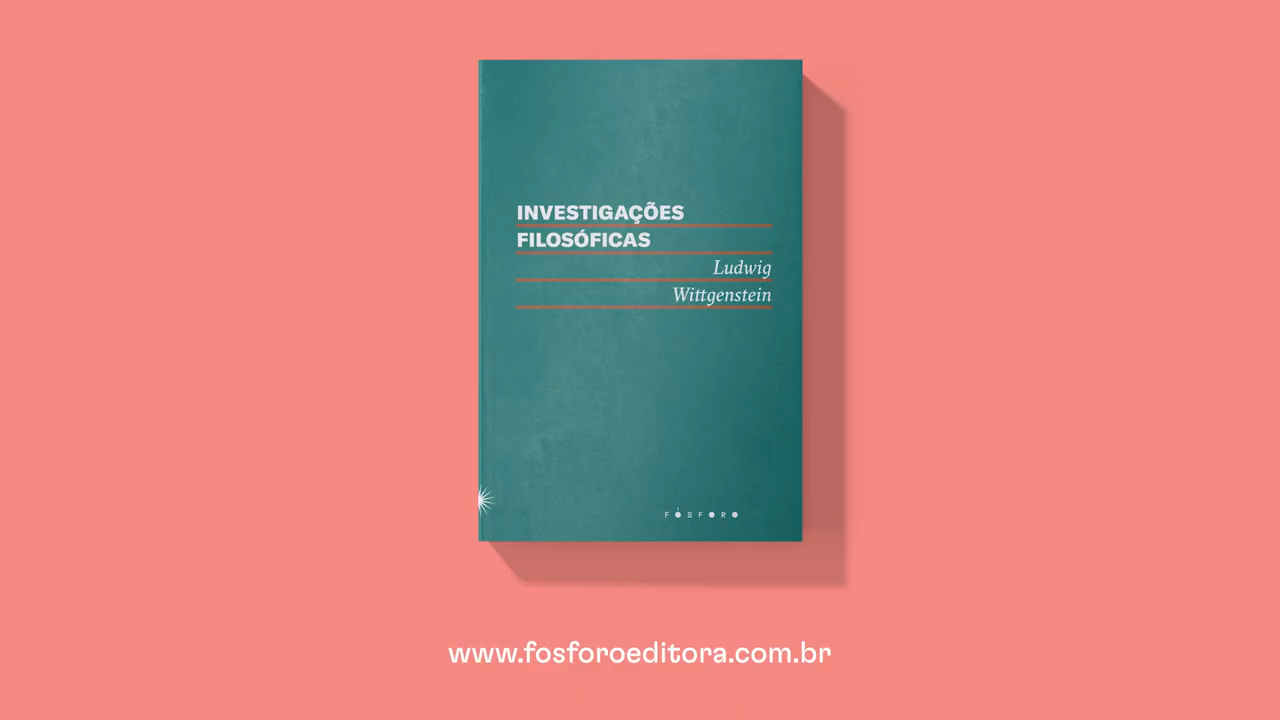 INVESTIGAÇÕES
FILOSÓFICAS
Ludwig
Wittgenstein
FÓSFORO
www.fosforoeditora.com.br